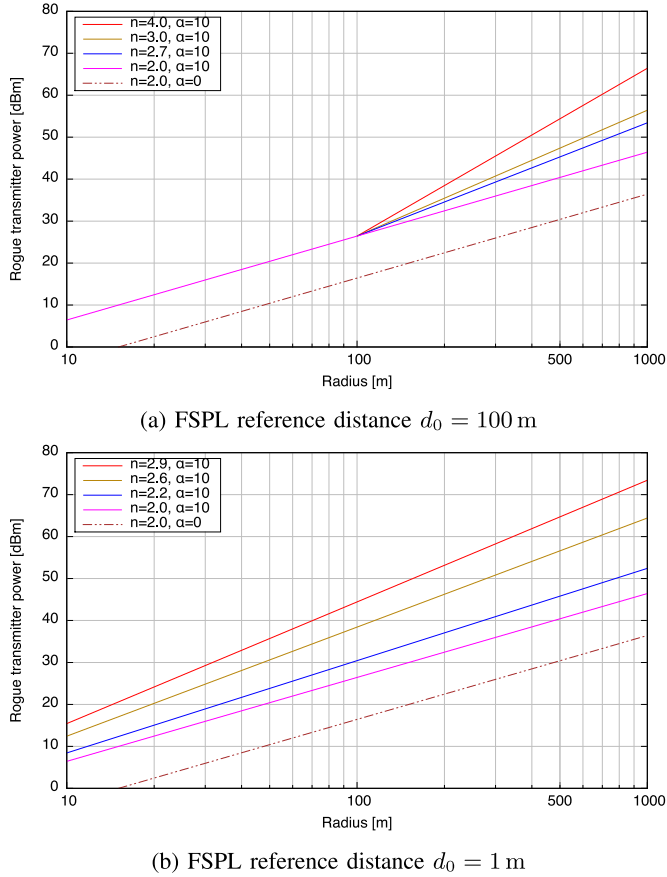 80
70
60
50
40
30
20
10
0
Rogue transmitter power [dBm]
n=4.0, α=10
n=3.0, α=10
n=2.7, α=10
n=2.0, α=10
n=2.0, α=0
10 100 500 1000
Radius [m]
(a) FSPL reference distance d₀ = 100 m
80
70
60
50
40
30
20
10
0
Rogue transmitter power [dBm]
n=2.9, α=10
n=2.6, α=10
n=2.2, α=10
n=2.0, α=10
n=2.0, α=0
10 100 500 1000
Radius [m]
(b) FSPL reference distance d₀ = 1 m